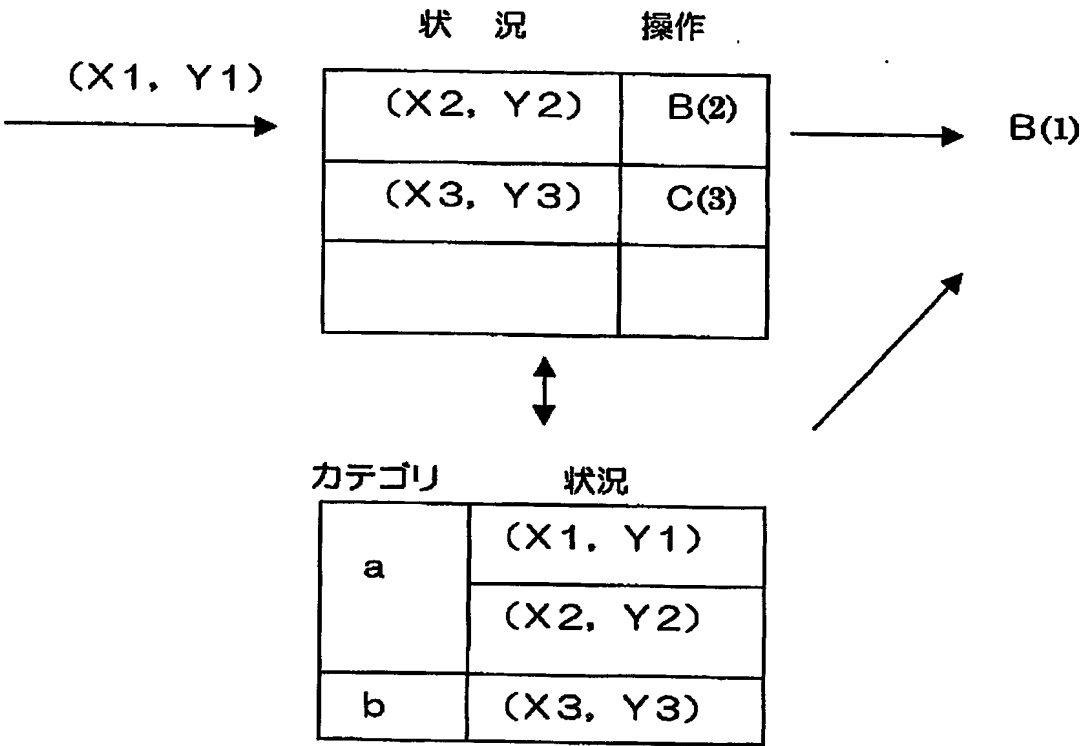 状 況 操作
(X1, Y1)
(X2, Y2) B(2)
B(1)
(X3, Y3) C(3)
カテゴリ 状況
a
(X1, Y1)
(X2, Y2)
b (X3, Y3)